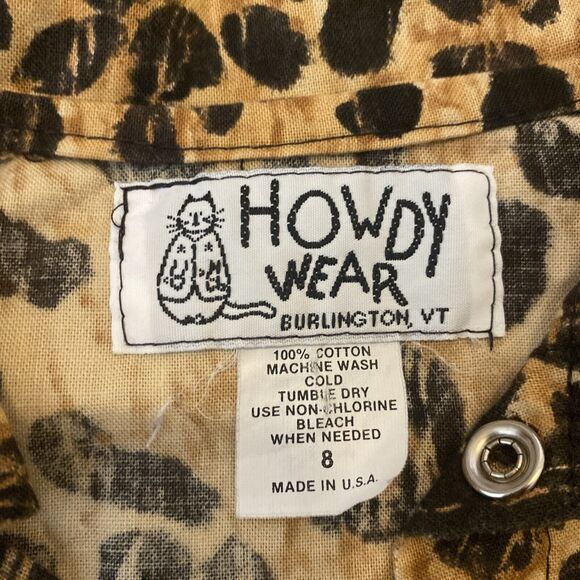 HOWDY
WEAR
BURLINGTON, VT
100% COTTON
MACHINE WASH
COLD
TUMBLE DRY
USE NON-CHLORINE
BLEACH
WHEN NEEDED
8
MADE IN U.S.A.